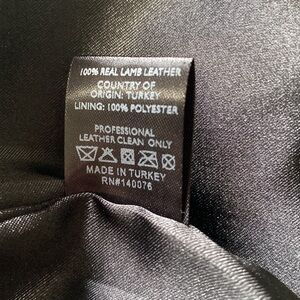 100% REAL LAMB LEATHER
COUNTRY OF
ORIGIN: TURKEY
LINING: 100% POLYESTER
PROFESSIONAL
LEATHER CLEAN ONLY
MADE IN TURKEY
RN#140076